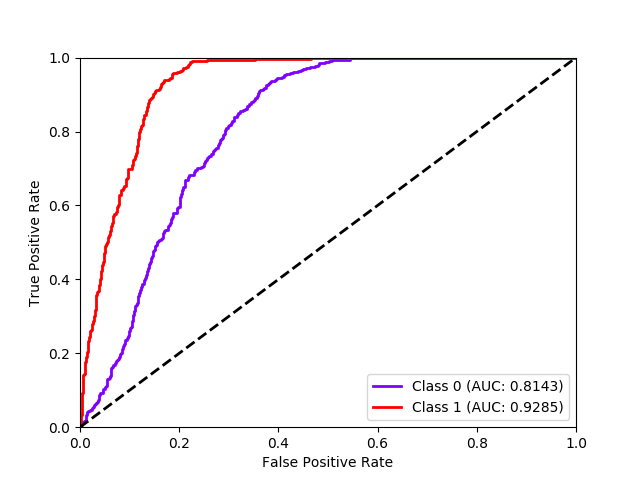 1.0
0.8
0.6
0.4
0.2
0.0
True Positive Rate
Class 0 (AUC: 0.8143)
Class 1 (AUC: 0.9285)
0.0 0.2 0.4 0.6 0.8 1.0
False Positive Rate